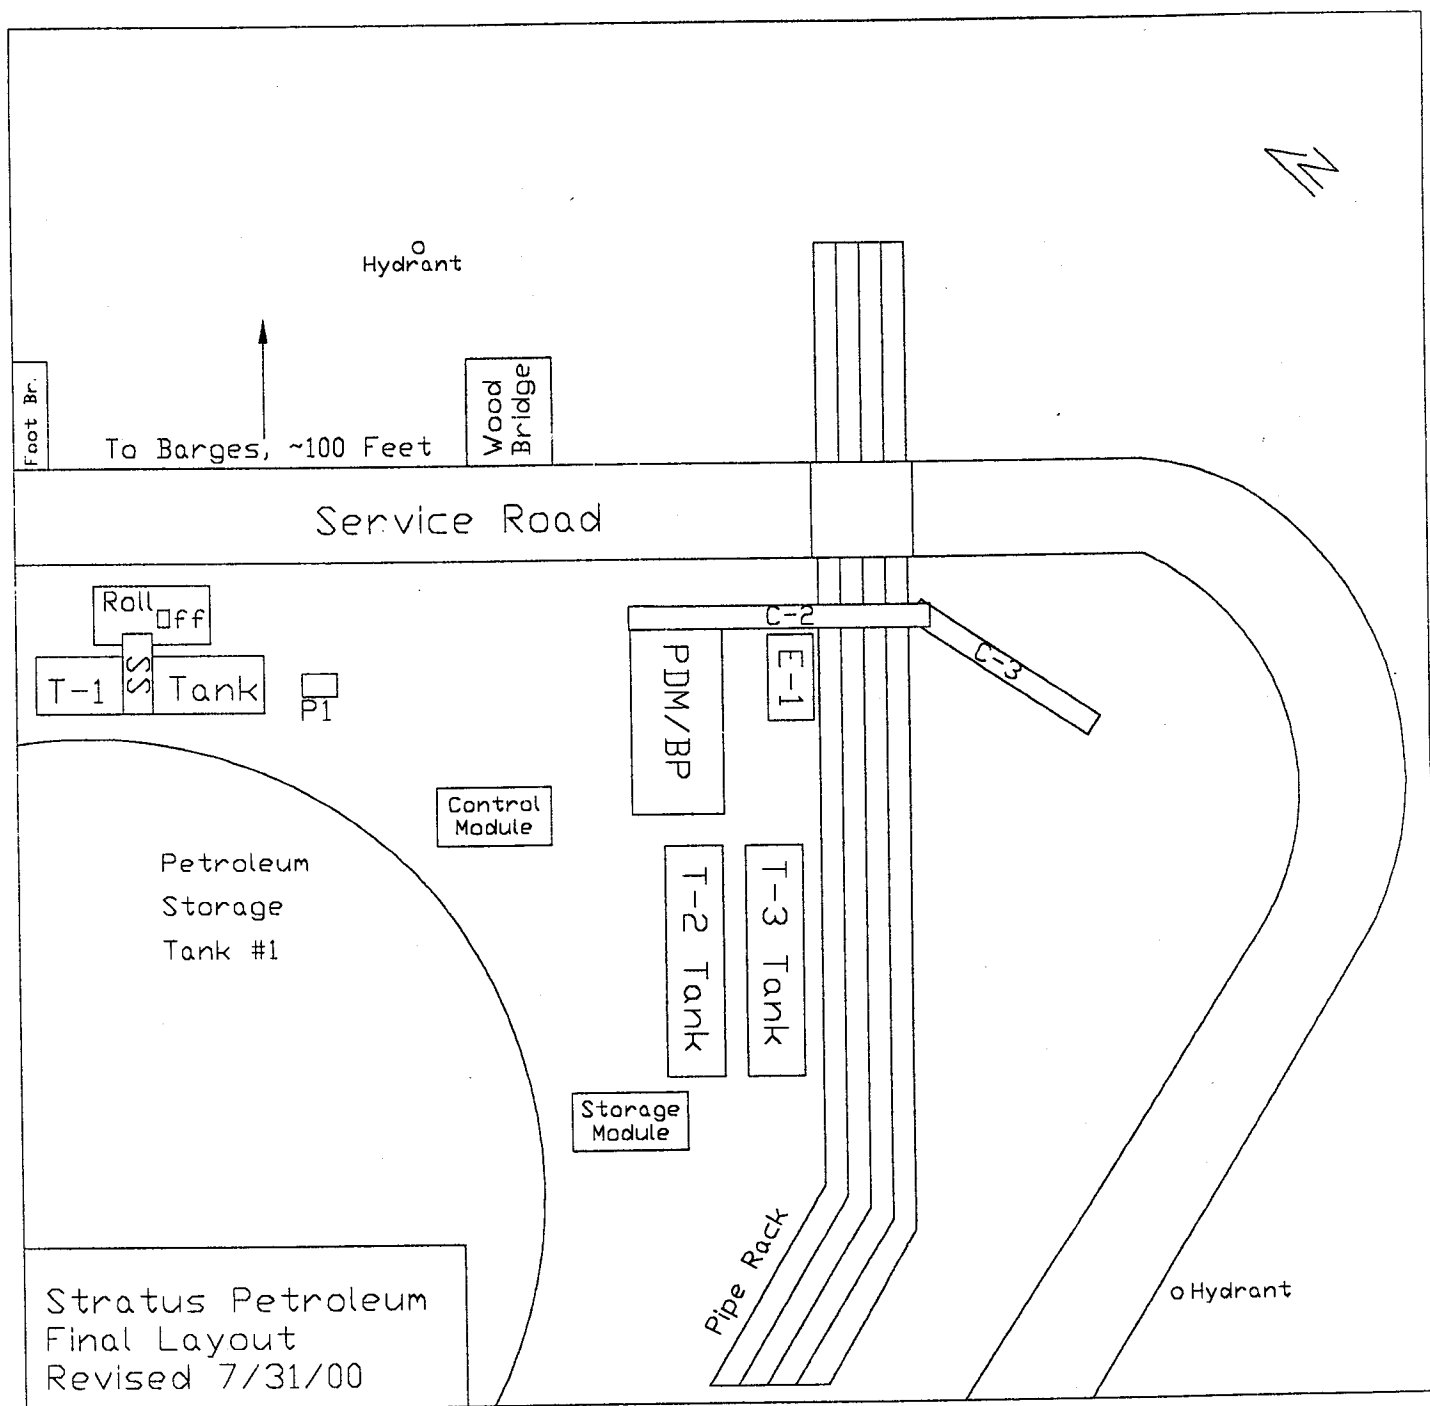 N
Hydrant
Foot Br.
Wood
Bridge
To Barges, ~100 Feet
Service Road
Roll
Off
SS
T-1 Tank
P1
C-2
C-3
E-1
PDM/BP
Control
Module
Petroleum
Storage
Tank #1
T-2 Tank
T-3 Tank
Storage
Module
Pipe Rack
Hydrant
Stratus Petroleum
Final Layout
Revised 7/31/00